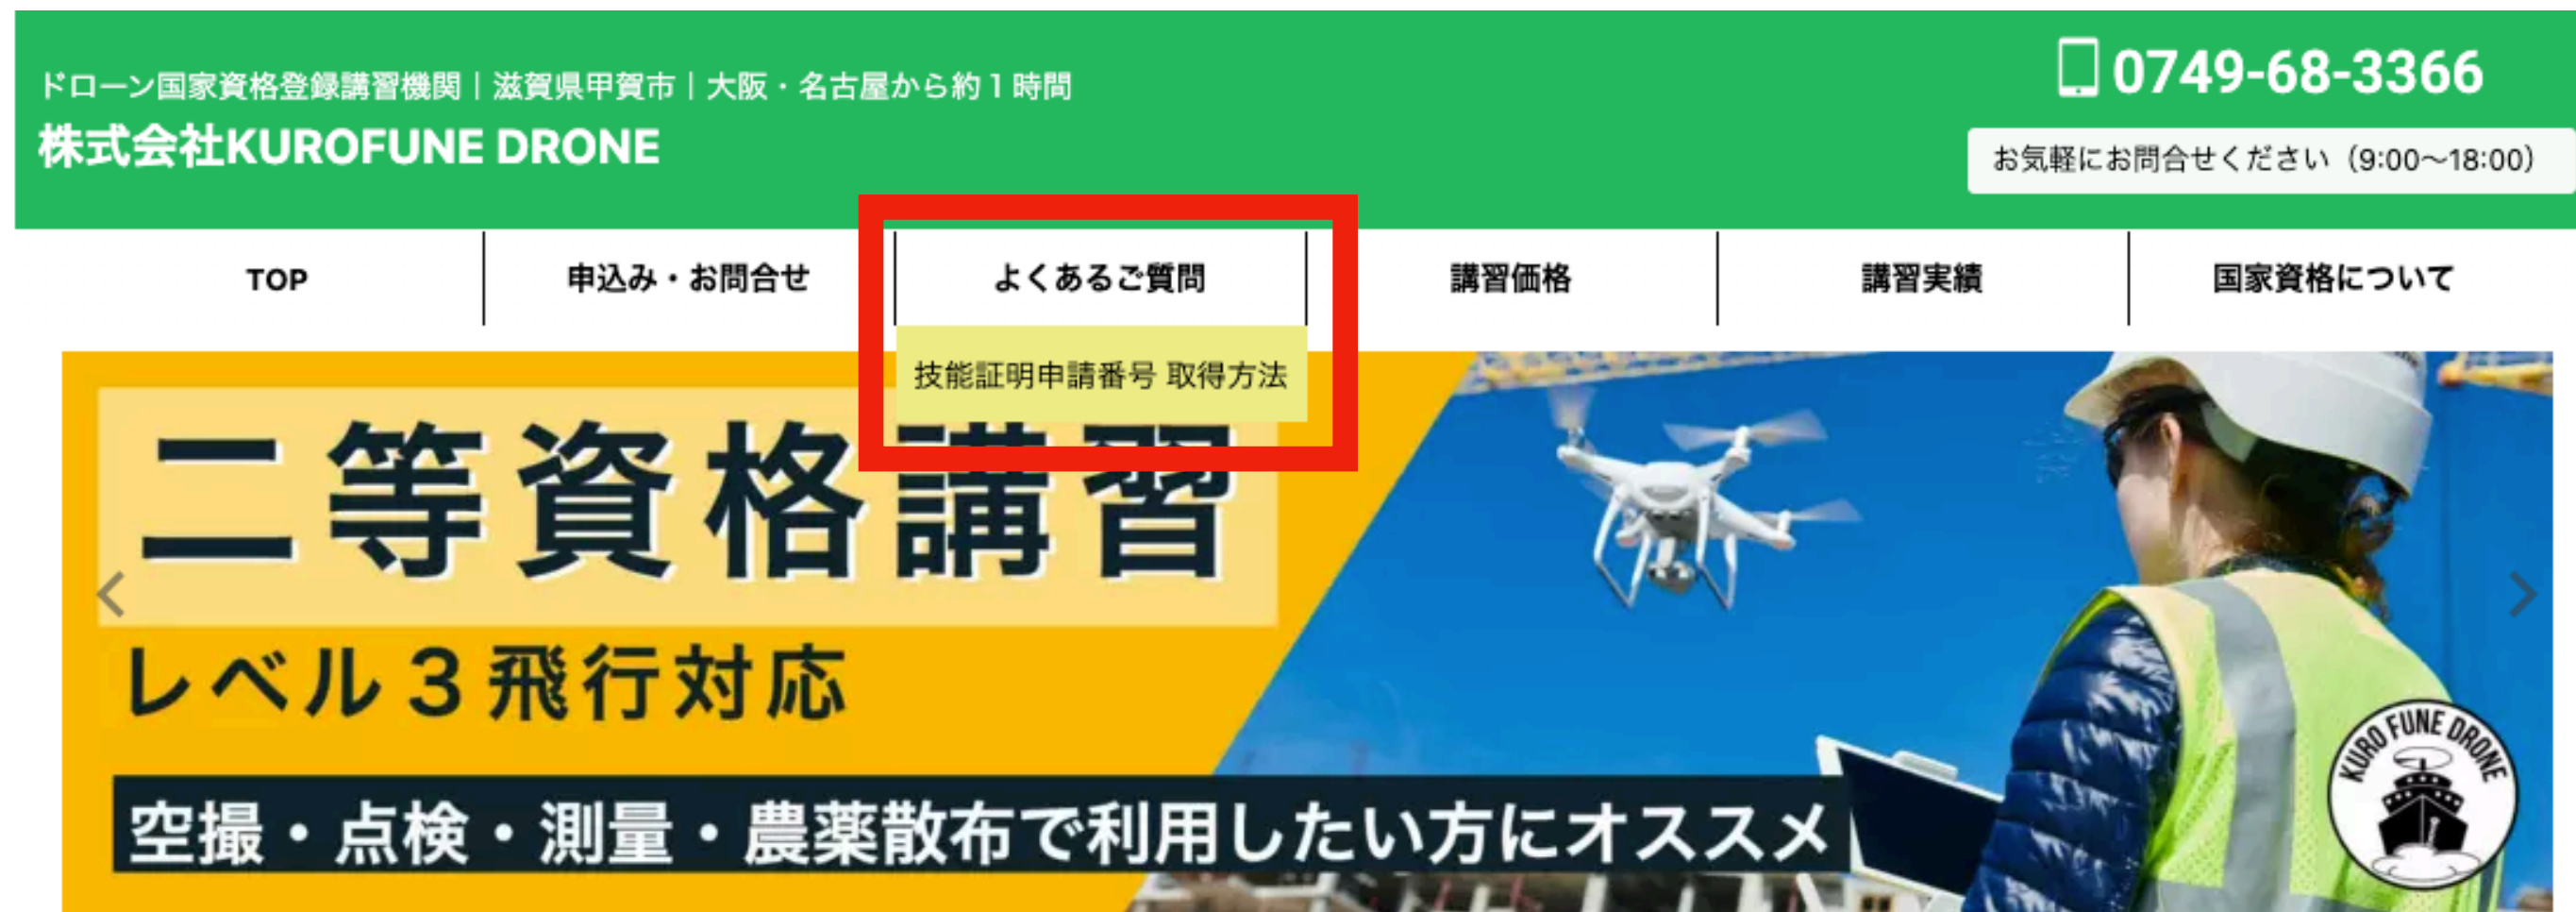 ドローン国家資格登録講習機関｜滋賀県甲賀市｜大阪・名古屋から約１時間
株式会社KUROFUNE DRONE
0749-68-3366
お気軽にお問合せください（9:00〜18:00）
TOP
申込み・お問合せ
よくあるご質問
講習価格
講習実績
国家資格について
技能証明申請番号 取得方法
二等資格講習
レベル３飛行対応
空撮・点検・測量・農薬散布で利用したい方にオススメ
KURO FUNE DRONE